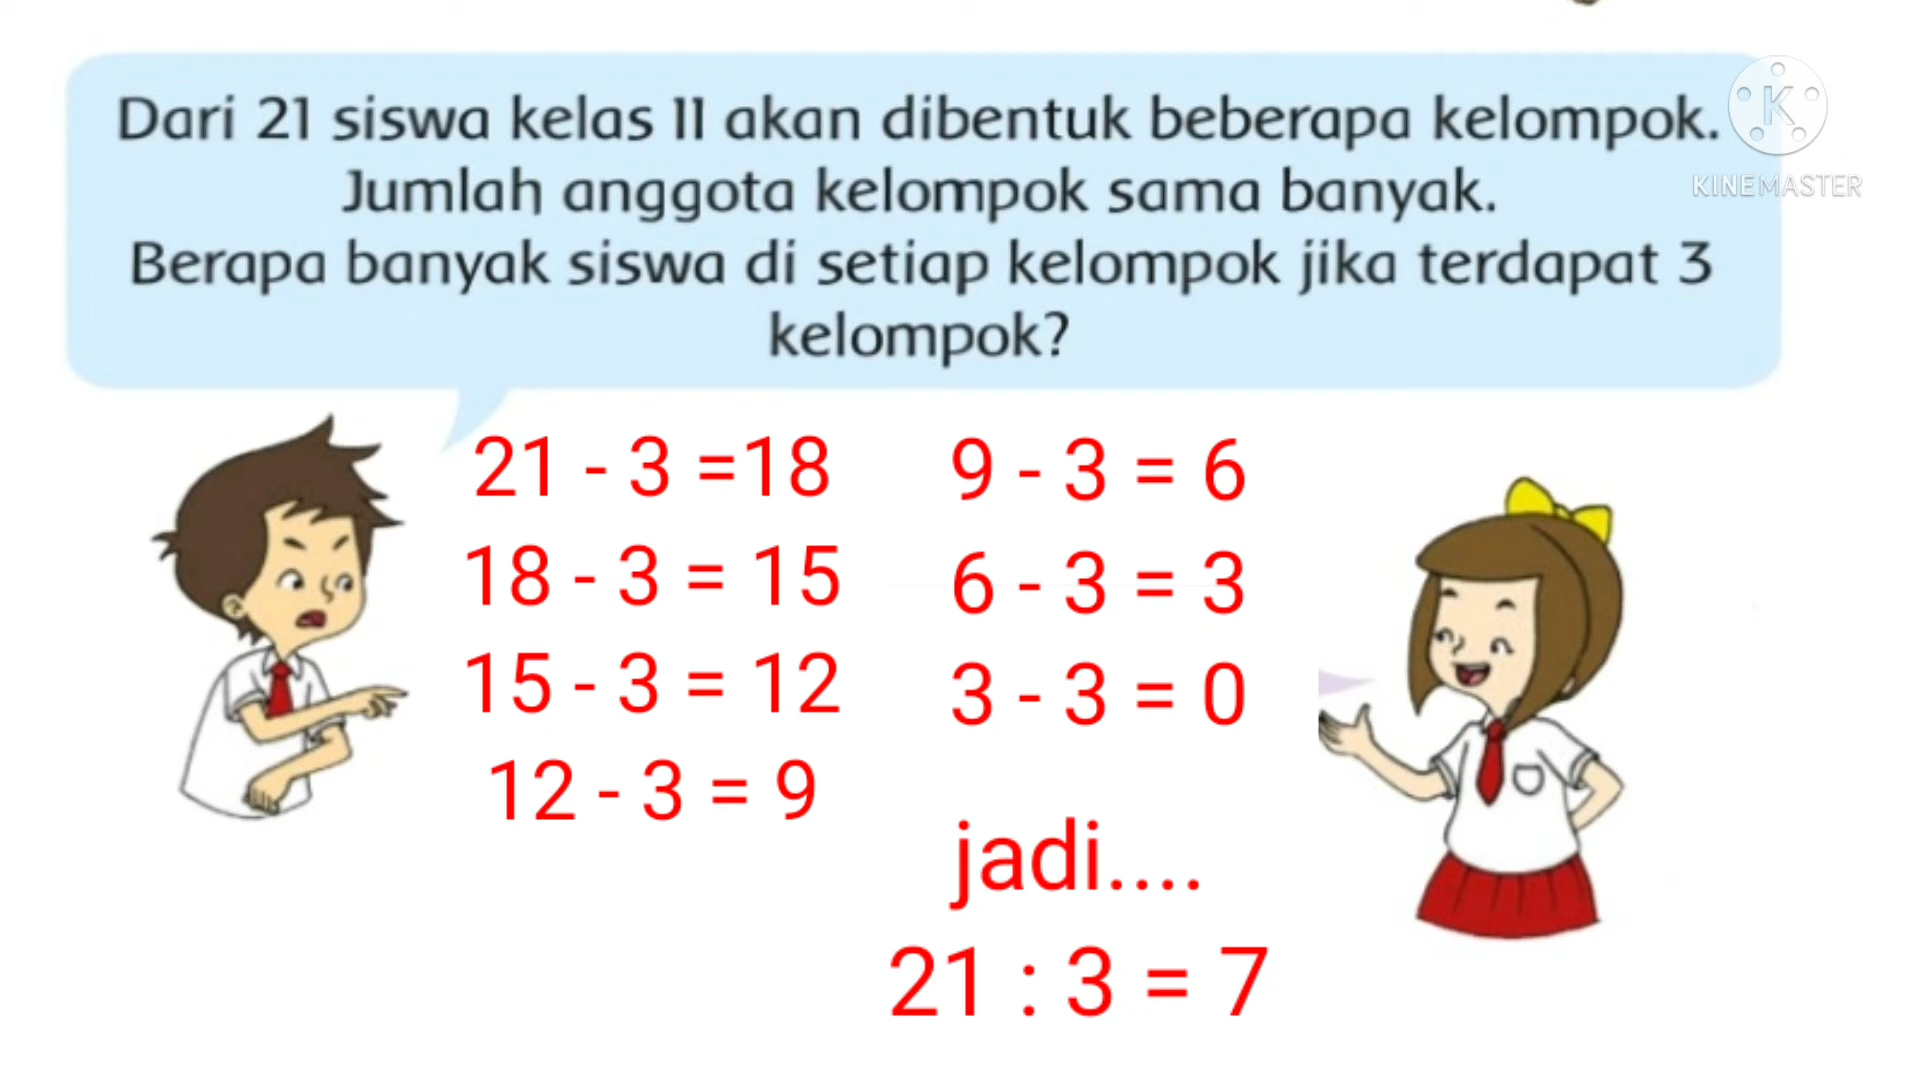 Dari 21 siswa kelas II akan dibentuk beberapa kelompok.
Jumlah anggota kelompok sama banyak.
Berapa banyak siswa di setiap kelompok jika terdapat 3
kelompok?
K
KINEMASTER
21 - 3 =18
18 - 3 = 15
15 - 3 = 12
12 - 3 = 9
9 - 3 = 6
6 - 3 = 3
3 - 3 = 0
jadi....
21 : 3 = 7